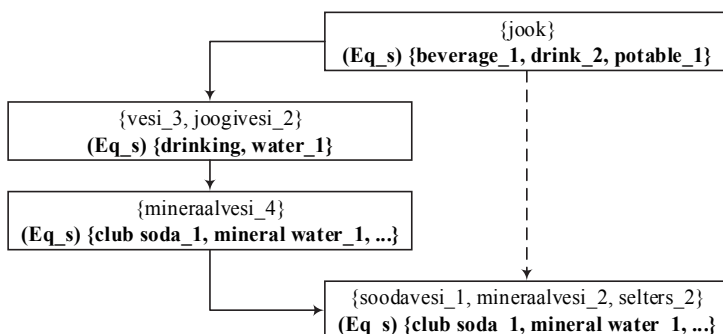 {jook}
(Eq_s) {beverage_1, drink_2, potable_1}
{vesi_3, joogivesi_2}
(Eq_s) {drinking, water_1}
{mineraalvesi_4}
(Eq_s) {club soda_1, mineral water_1, ...}
{soodavesi_1, mineraalvesi_2, selters_2}
(Eq_s) {club soda_1, mineral water_1, ...}